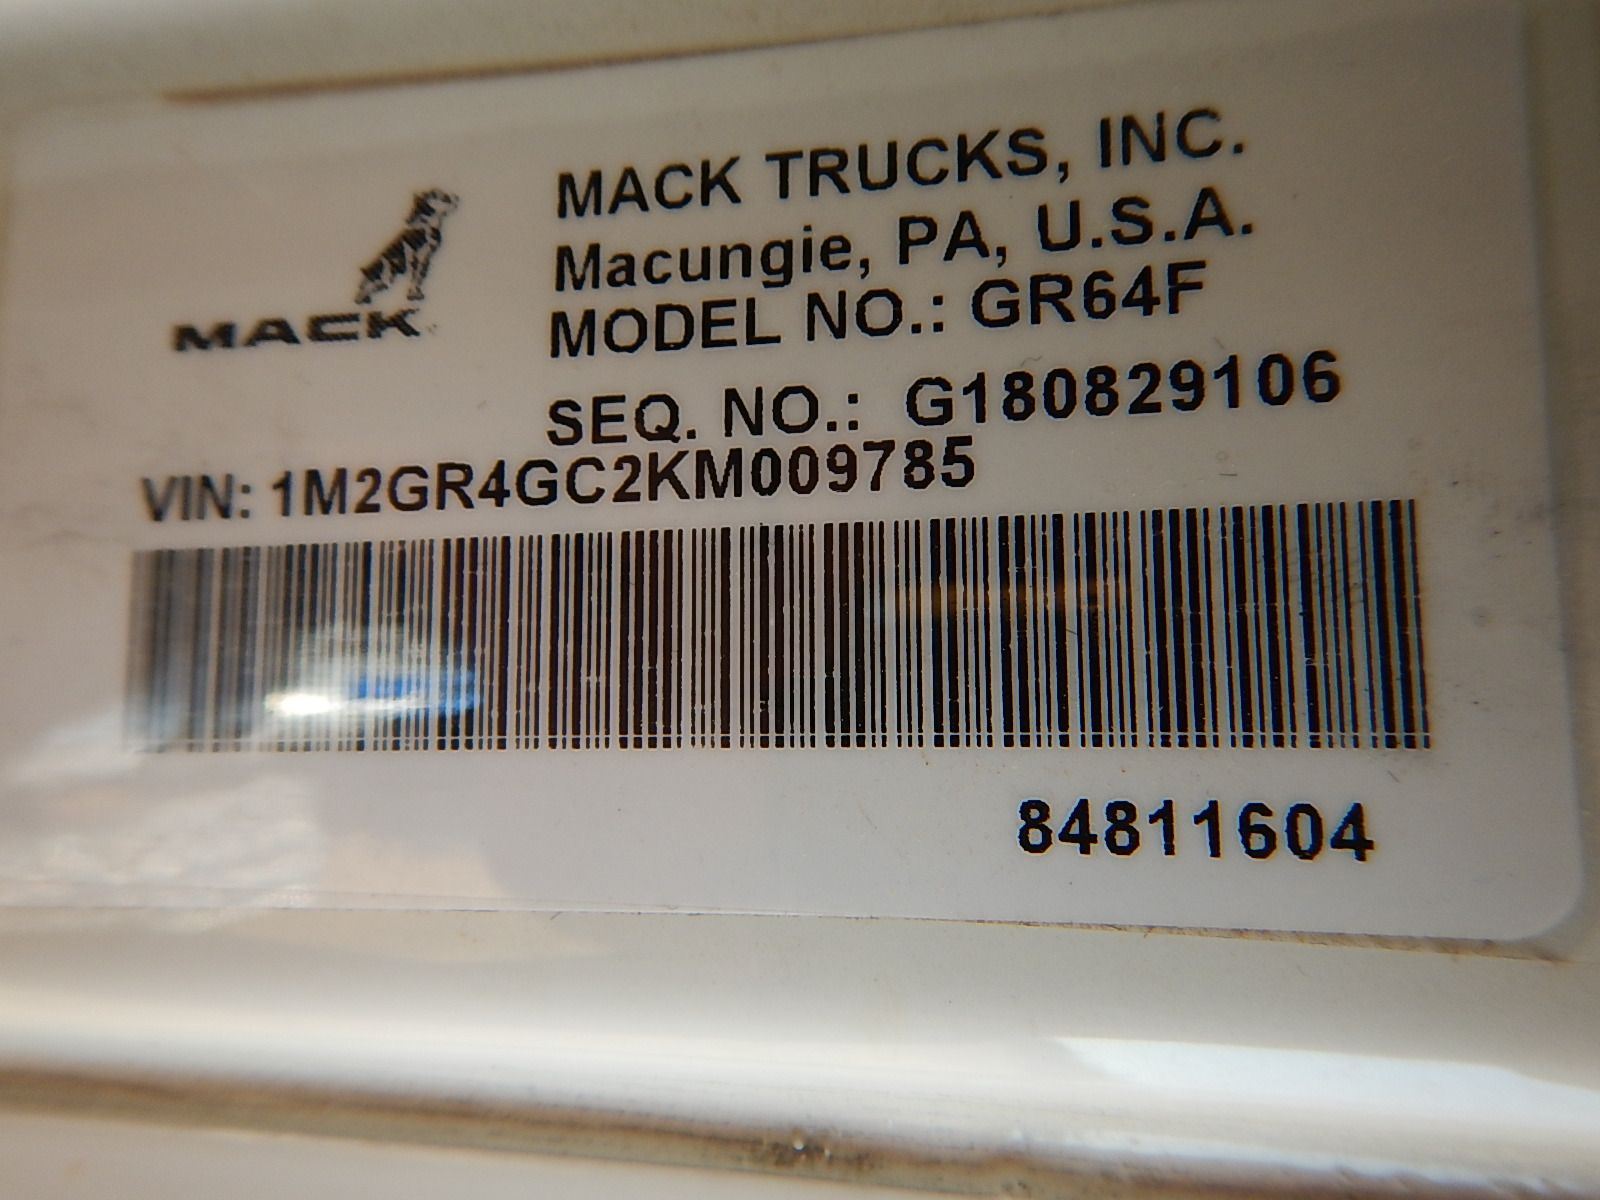 MACK
MACK TRUCKS, INC.
Macungie, PA, U.S.A.
MODEL NO.: GR64F
SEQ. NO.: G180829106
VIN: 1M2GR4GC2KM009785
84811604